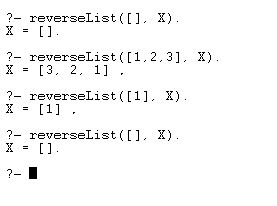 ?- reverseList([], X).
X = [].
?- reverseList([1,2,3], X).
X = [3, 2, 1] ,
?- reverseList([1], X).
X = [1] ,
?- reverseList([], X).
X = [].
?-